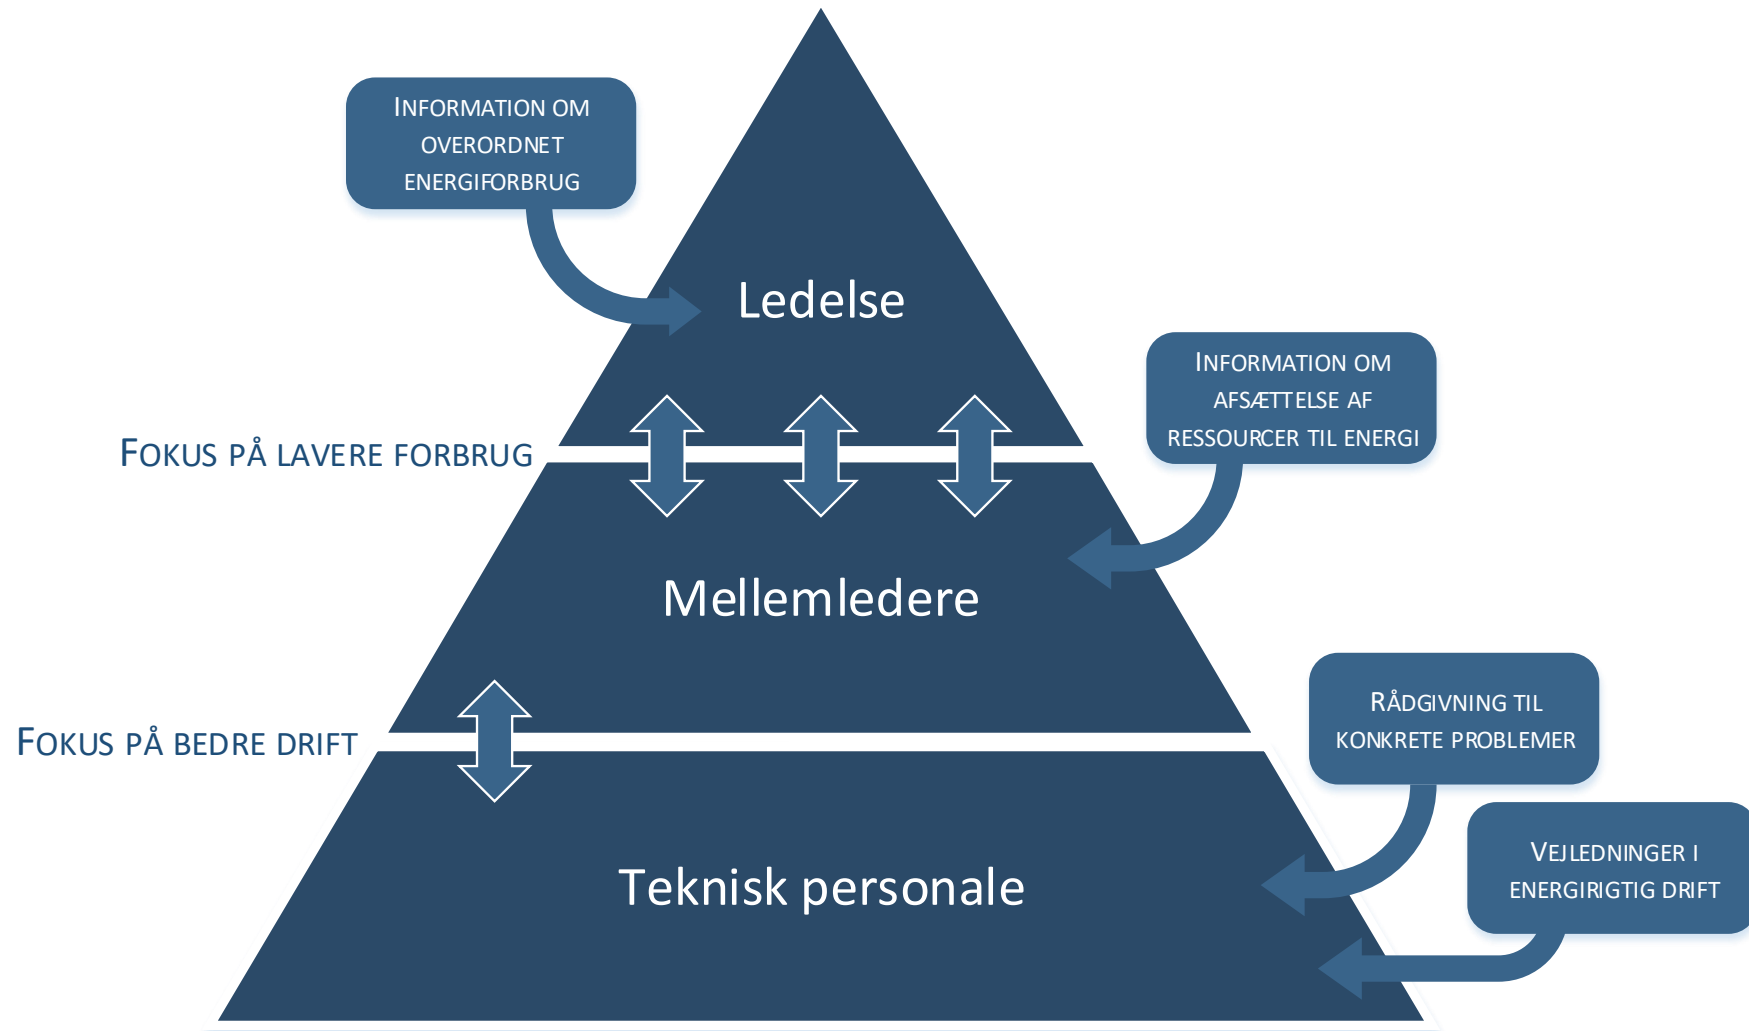 INFORMATION OM
OVERORDNET
ENERGIFORBRUG
Ledelse
INFORMATION OM
AFSÆTTELSE AF
RESSOURCER TIL ENERGI
FOKUS PÅ LAVERE FORBRUG
Mellemledere
RÅDGIVNING TIL
KONKRETE PROBLEMER
FOKUS PÅ BEDRE DRIFT
VEJLEDNINGER I
ENERGIRIGTIG DRIFT
Teknisk personale